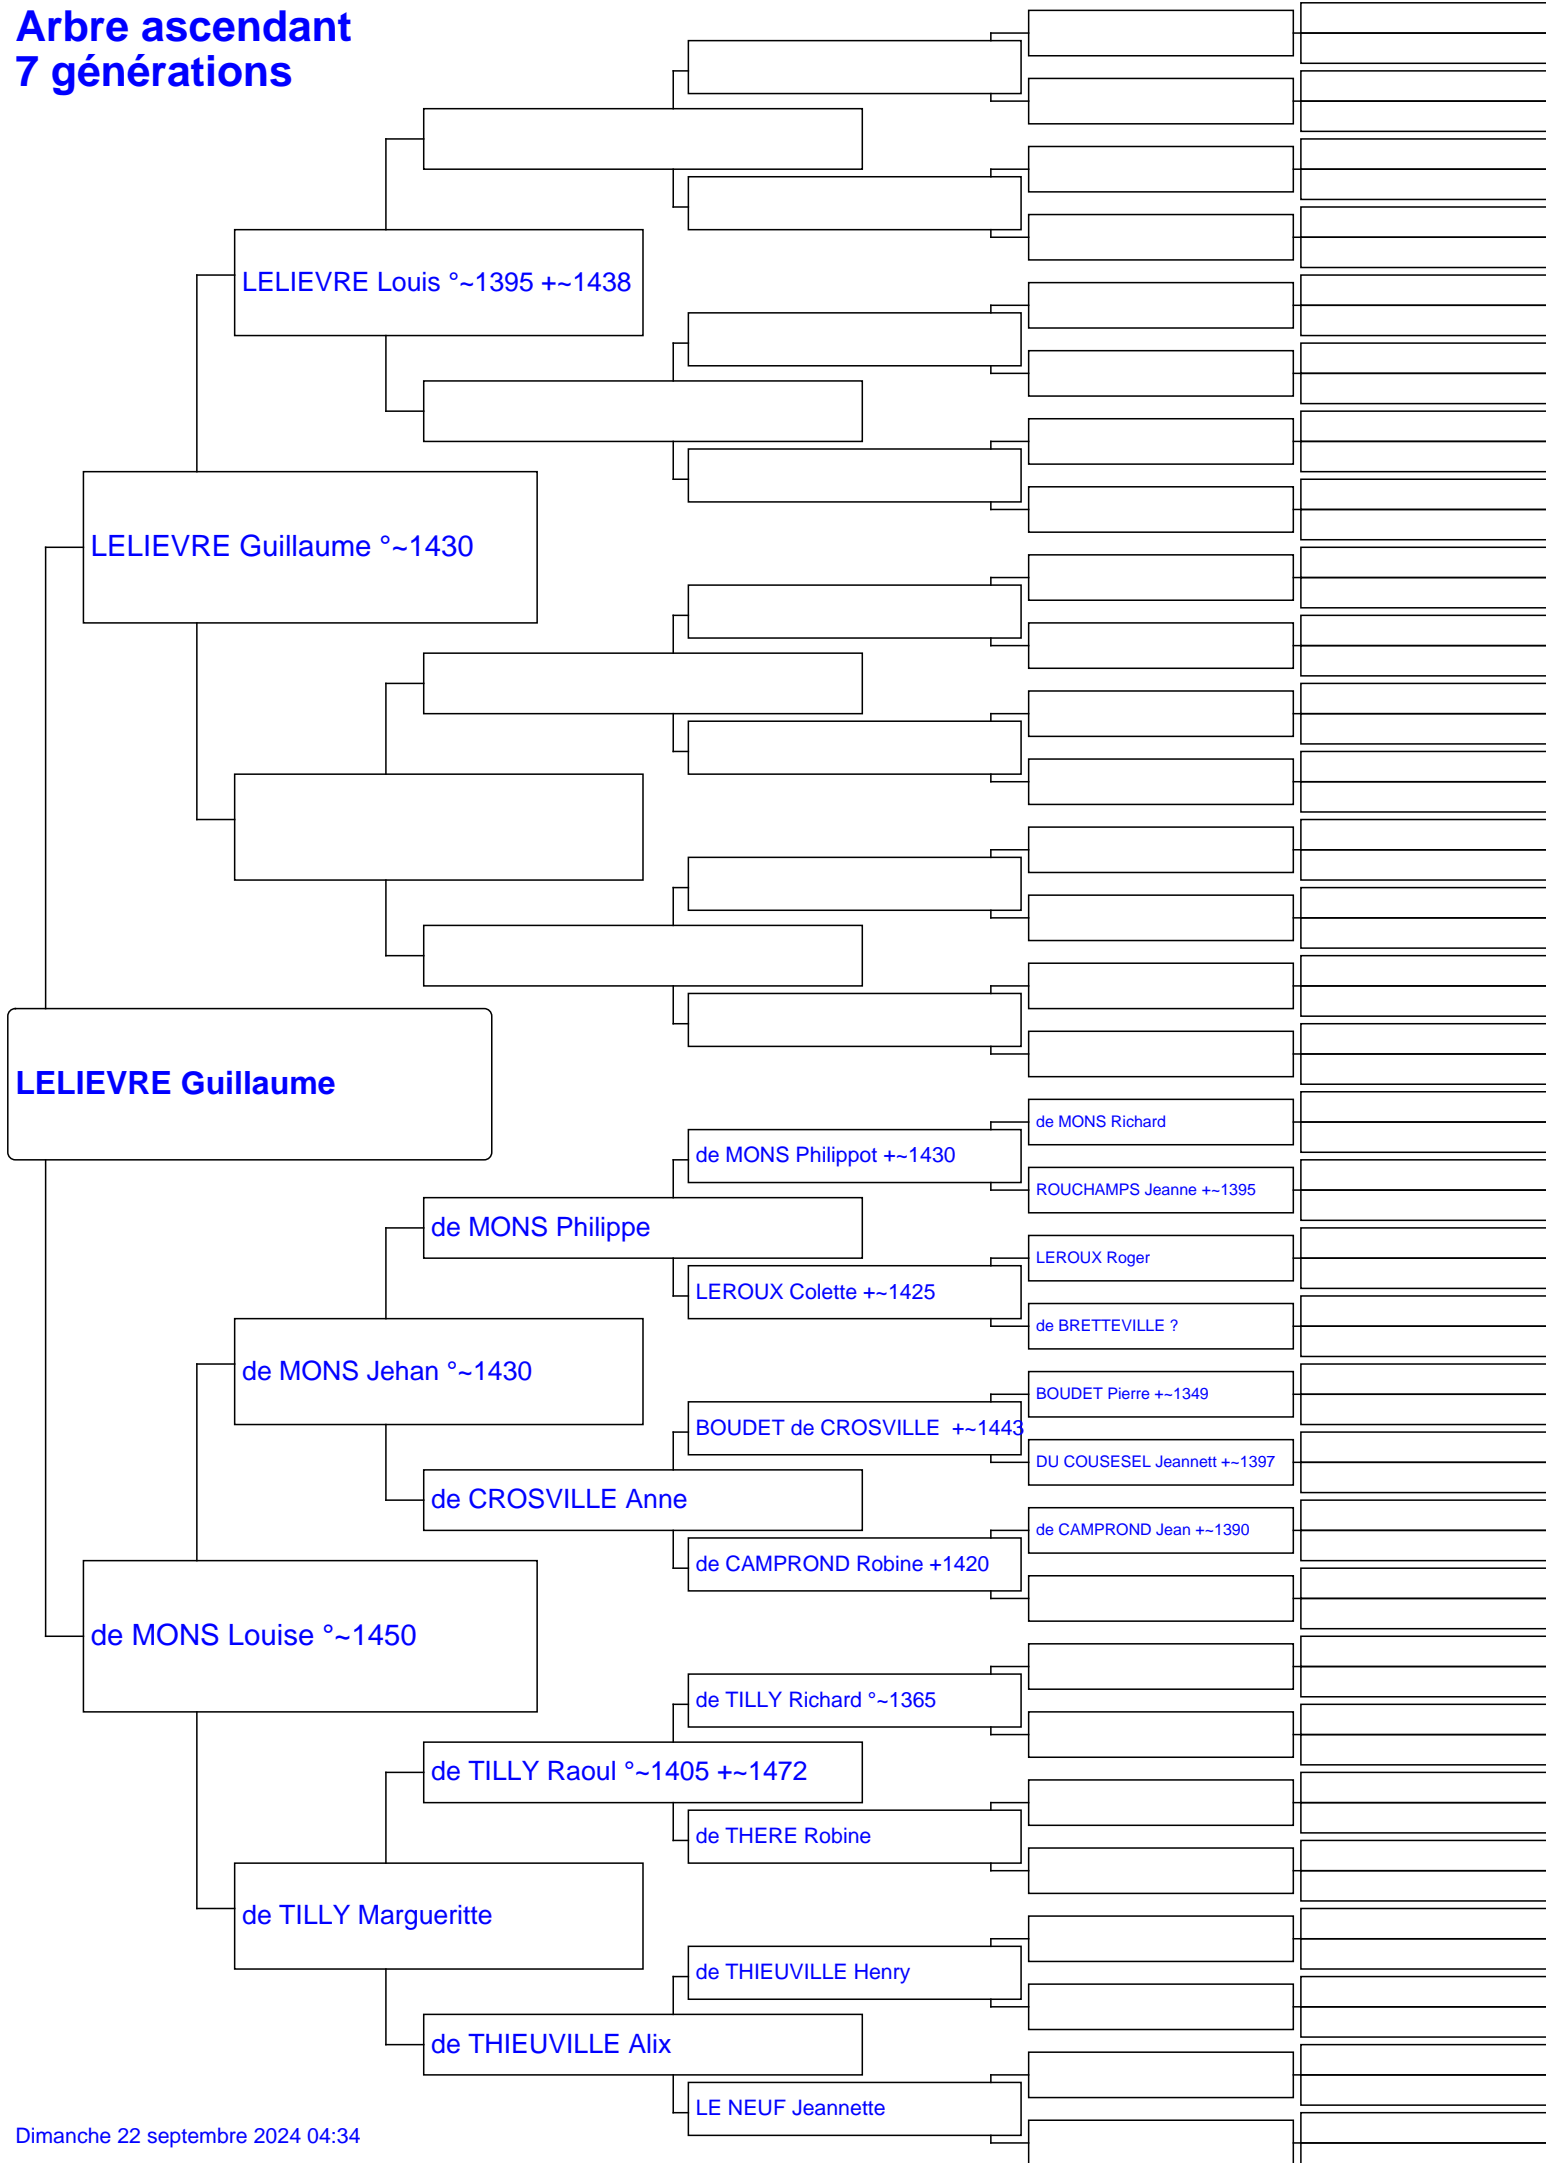 Arbre ascendant
7 générations
LELIEVRE Louis °~1395 +~1438
LELIEVRE Guillaume °~1430
LELIEVRE Guillaume
de MONS Richard
de MONS Philippot +~1430
ROUCHAMPS Jeanne +~1395
de MONS Philippe
LEROUX Roger
LEROUX Colette +~1425
de BRETTEVILLE ?
de MONS Jehan °~1430
BOUDET Pierre +~1349
BOUDET de CROSVILLE  +~1443
DU COUSESEL Jeannett +~1397
de CROSVILLE Anne
de CAMPROND Jean +~1390
de CAMPROND Robine +1420
de MONS Louise °~1450
de TILLY Richard °~1365
de TILLY Raoul °~1405 +~1472
de THERE Robine
de TILLY Margueritte
de THIEUVILLE Henry
de THIEUVILLE Alix
LE NEUF Jeannette
Dimanche 22 septembre 2024 04:34